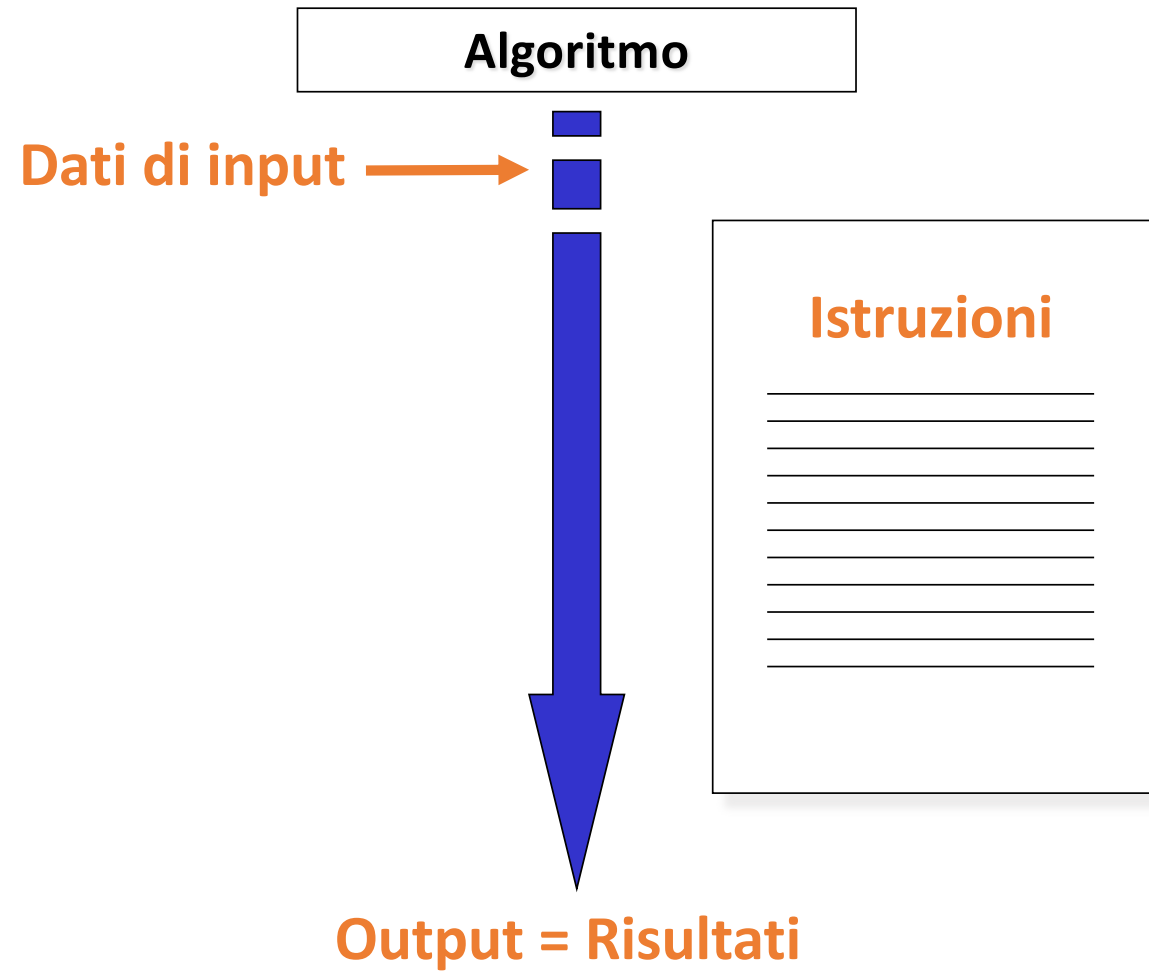 Algoritmo
Dati di input
Istruzioni
Output = Risultati